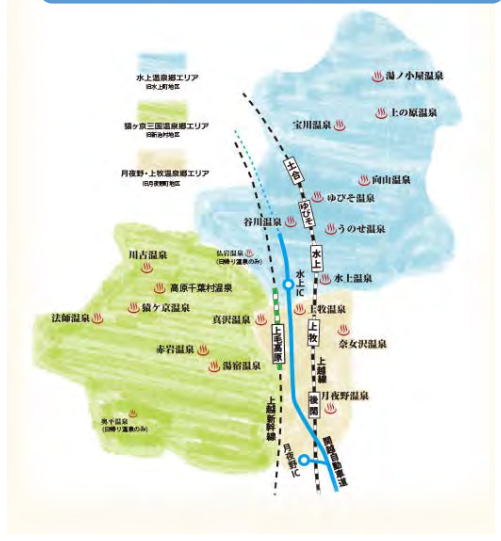 水上温泉郷エリア
旧水上町地区
猿ヶ京三国温泉郷エリア
旧新治村地区
月夜野・上牧温泉郷エリア
旧月夜野町地区
湯ノ小屋温泉
上の原温泉
宝川温泉
土合
向山温泉
ゆびそ温泉
ゆびそ
谷川温泉
うのせ温泉
水上
川古温泉
仏岩温泉
(日帰り温泉のみ)
水上IC
水上温泉
高原千葉村温泉
猿ヶ京温泉
法師温泉
真沢温泉
上牧温泉
上毛高原
上牧
奈女沢温泉
赤岩温泉
湯宿温泉
上越線
上越新幹線
後閑
月夜野温泉
奥平温泉
(日帰り温泉のみ)
月夜野IC
関越自動車道